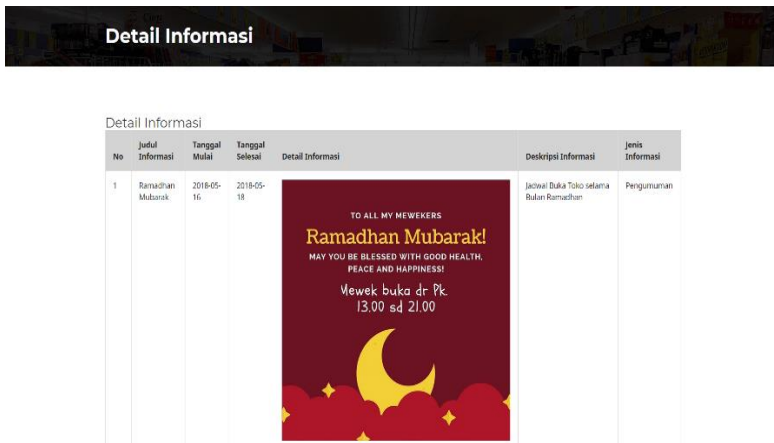 Detail Informasi
Detail Informasi
No
Judul
Informasi
Tanggal
Mulai
Tanggal
Selesai
Detail Informasi
Deskripsi Informasi
Jenis
Informasi
1
Ramadhan
Mubarak
2018-05-
16
2018-05-
18
TO ALL MY MEWEKERS
Ramadhan Mubarak!
MAY YOU BE BLESSED WITH GOOD HEALTH,
PEACE AND HAPPINESS!
Mewek buka dr Pk.
13.00 sd 21.00
Jadwal Buka Toko selama
Bulan Ramadhan
Pengumuman